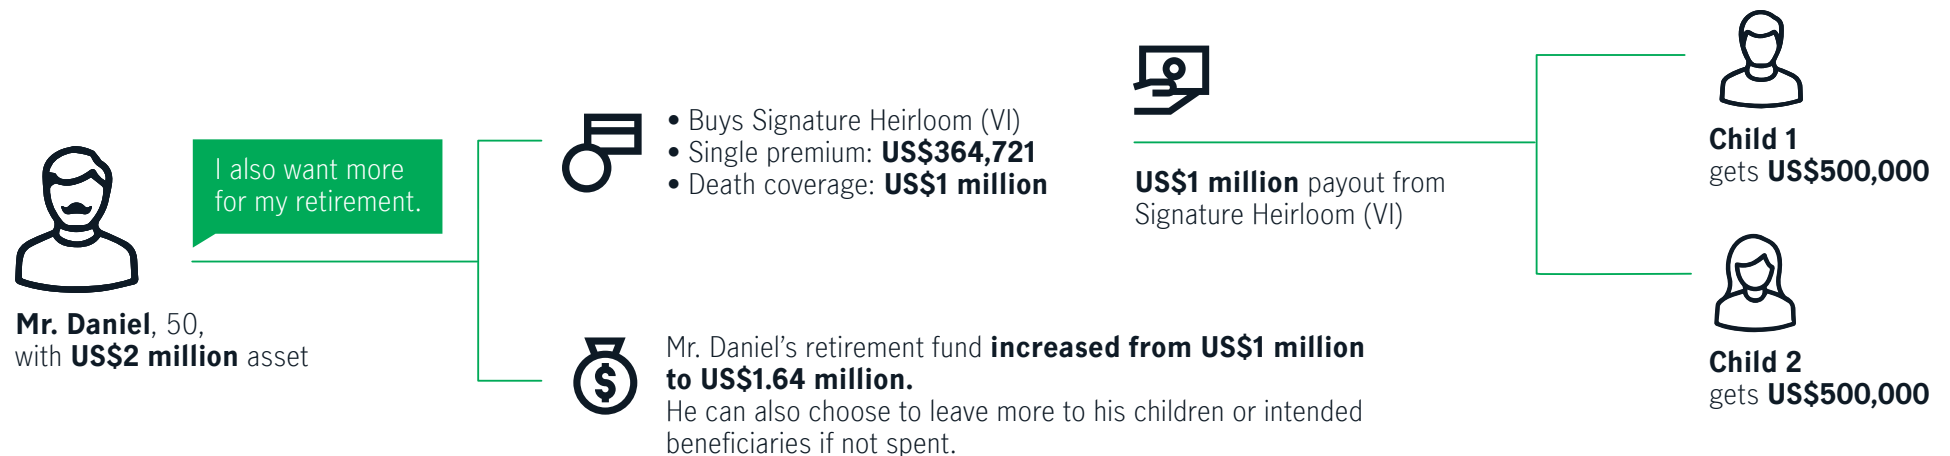 I also want more
for my retirement.
Mr. Daniel, 50,
with US$2 million asset
• Buys Signature Heirloom (VI)
• Single premium: US$364,721
• Death coverage: US$1 million
$
Mr. Daniel’s retirement fund increased from US$1 million
to US$1.64 million.
He can also choose to leave more to his children or intended
beneficiaries if not spent.
US$1 million payout from
Signature Heirloom (VI)
Child 1
gets US$500,000
Child 2
gets US$500,000